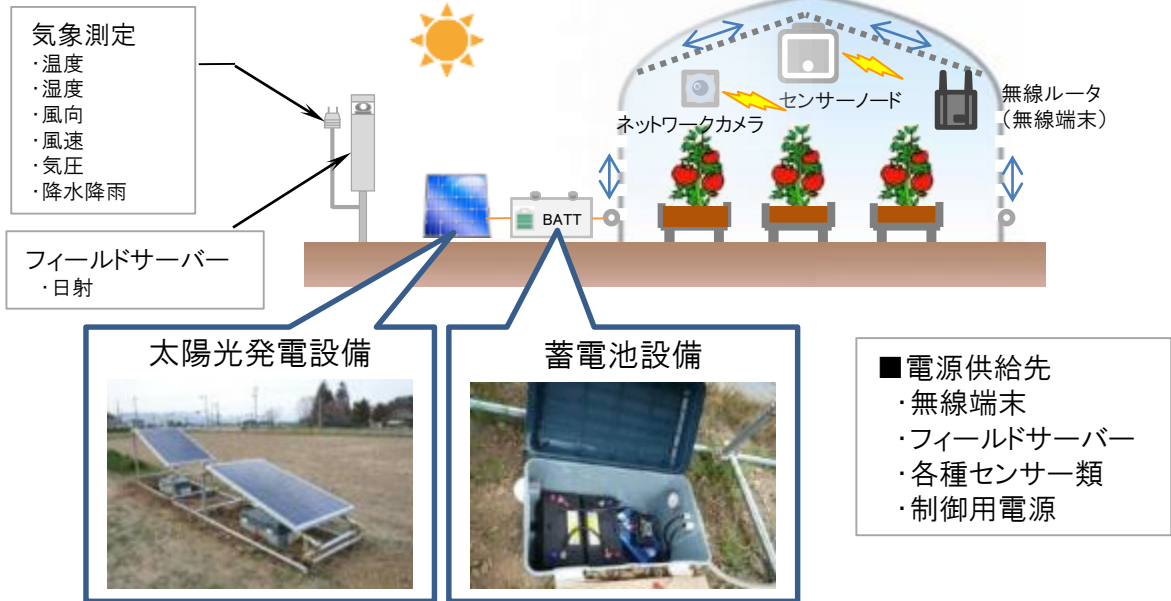 気象測定
・温度
・湿度
・風向
・風速
・気圧
・降水降雨
フィールドサーバー
・日射
BATT
ネットワークカメラ
センサーノード
無線ルータ
（無線端末）
太陽光発電設備
蓄電池設備
■電源供給先
・無線端末
・フィールドサーバー
・各種センサー類
・制御用電源